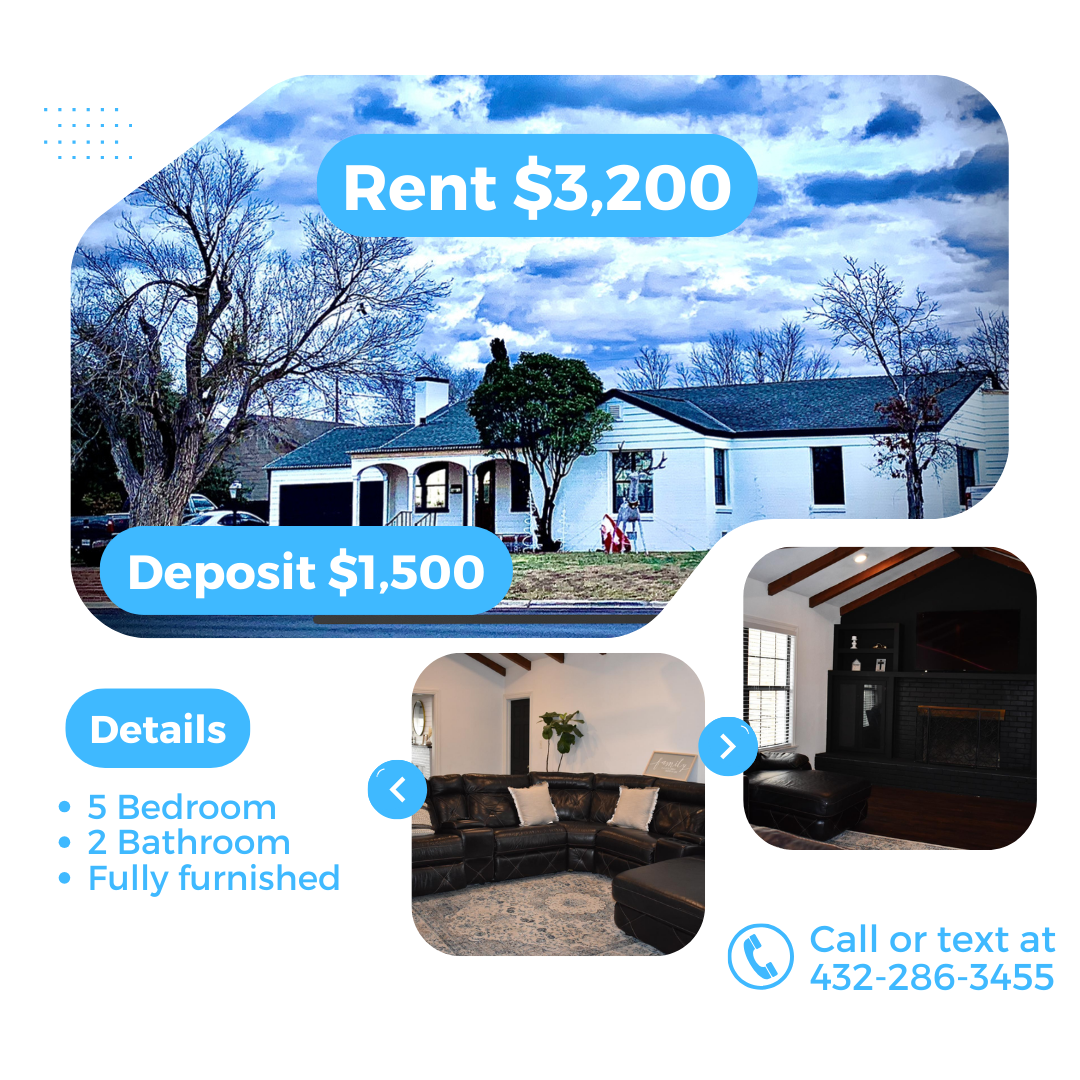 Rent $3,200
Deposit $1,500
Details
5 Bedroom
2 Bathroom
Fully furnished
family
Call or text at
432-286-3455